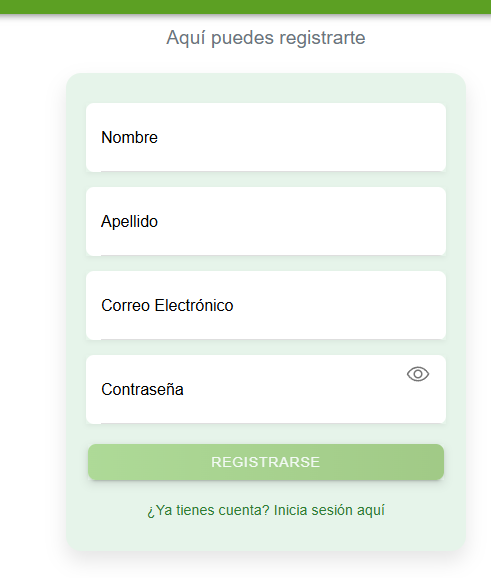 Aquí puedes registrarte
Nombre
Apellido
Correo Electrónico
Contraseña
REGISTRARSE
¿Ya tienes cuenta? Inicia sesión aquí